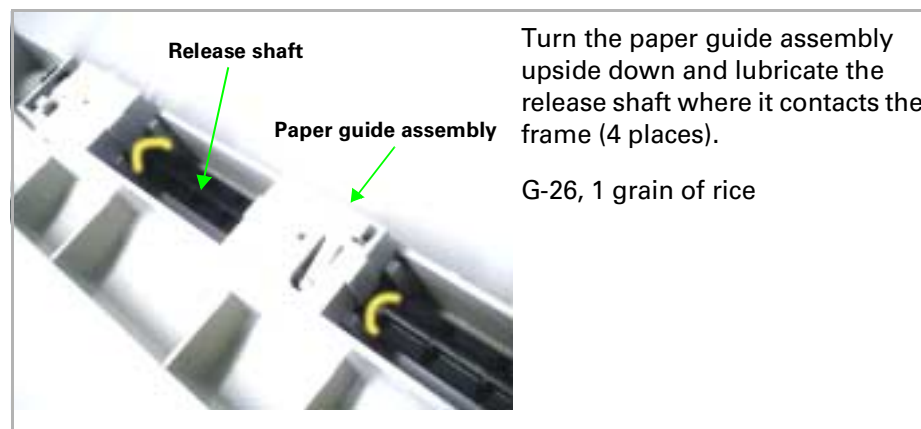 Release shaft
Paper guide assembly
Turn the paper guide assembly
upside down and lubricate the
release shaft where it contacts the
frame (4 places).
G-26, 1 grain of rice